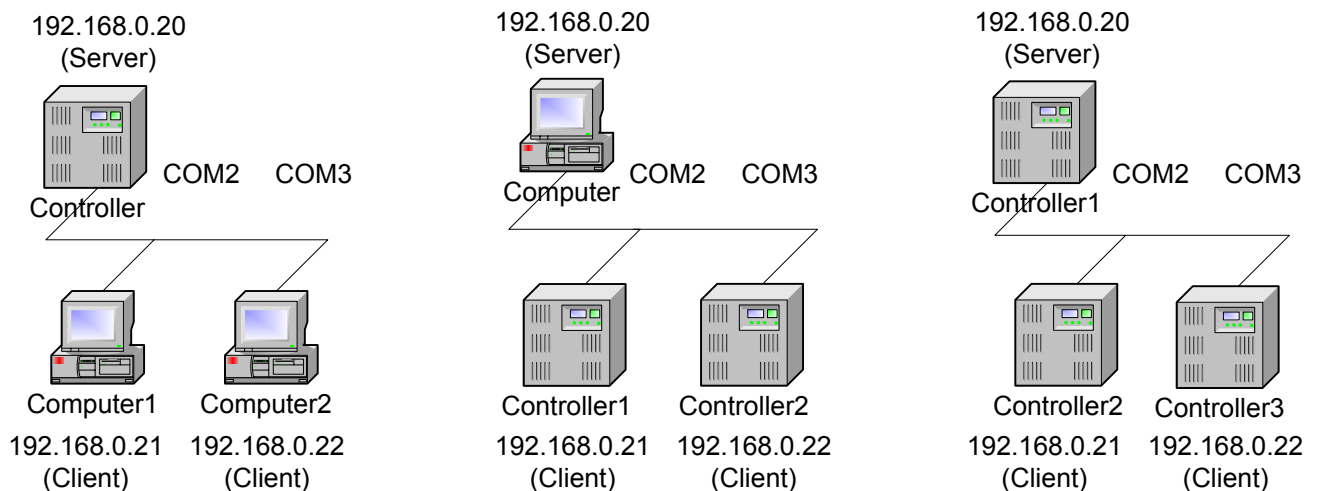 192.168.0.20
(Server)
COM2 COM3
Controller
Computer1 Computer2
192.168.0.21 192.168.0.22
(Client) (Client)
192.168.0.20
(Server)
COM2 COM3
Computer
Controller1 Controller2
192.168.0.21 192.168.0.22
(Client) (Client)
192.168.0.20
(Server)
COM2 COM3
Controller1
Controller2 Controller3
192.168.0.21 192.168.0.22
(Client) (Client)